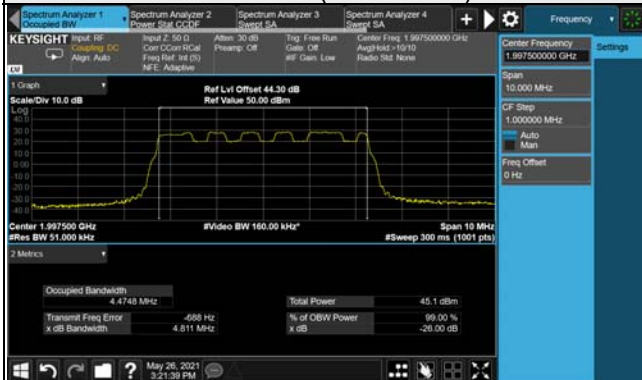 Spectrum Analyzer 1
Occupied BW
Spectrum Analyzer 2
Power Stat CCDF
Spectrum Analyzer 3
Swept SA
Spectrum Analyzer 4
Swept SA
+
Frequency
KEYSIGHT
Input: RF
Coupling: DC
Align: Auto
Input Z: 50 Ω
Corr CCorr RCal
Freq Ref: Int (S)
NFE: Adaptive
Atten: 30 dB
Preamp: Off
Trig: Free Run
Gate: Off
#IF Gain: Low
Center Freq: 1.997500000 GHz
Avg|Hold:>10/10
Radio Std: None
LM
Center Frequency
1.997500000 GHz
Settings
Span
10.000 MHz
CF Step
1.000000 MHz
Auto
Man
Freq Offset
0 Hz
1 Graph
Scale/Div 10.0 dB
Ref Lvl Offset 44.30 dB
Ref Value 50.00 dBm
Log
40.0
30.0
20.0
10.0
0.00
-10.0
-20.0
-30.0
-40.0
Center 1.997500 GHz
#Res BW 51.000 kHz
#Video BW 160.00 kHz*
Span 10 MHz
#Sweep 300 ms (1001 pts)
2 Metrics
Occupied Bandwidth
4.4748 MHz
Total Power 45.1 dBm
Transmit Freq Error -688 Hz
% of OBW Power 99.00 %
x dB Bandwidth 4.811 MHz
x dB -26.00 dB
?
May 26, 2021
3:21:39 PM